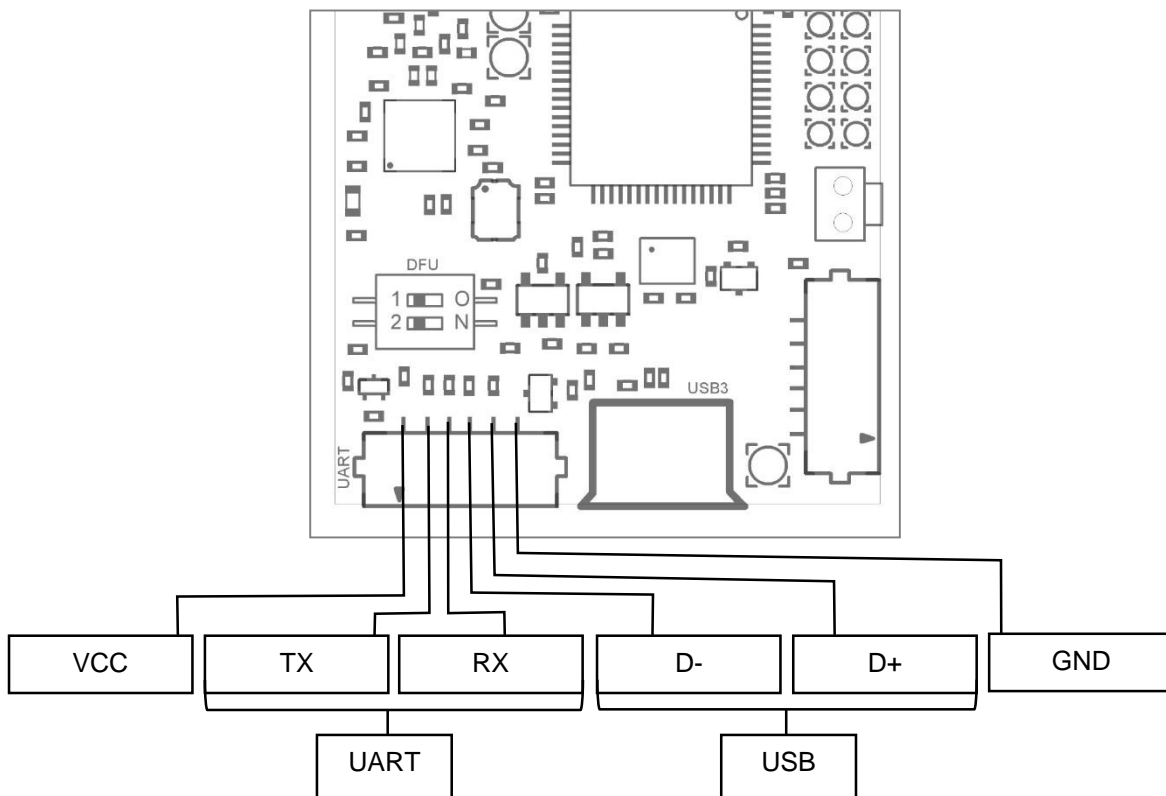 DFU
1 O
2 N
USB3
UART
VCC TX RX D- D+ GND
UART USB